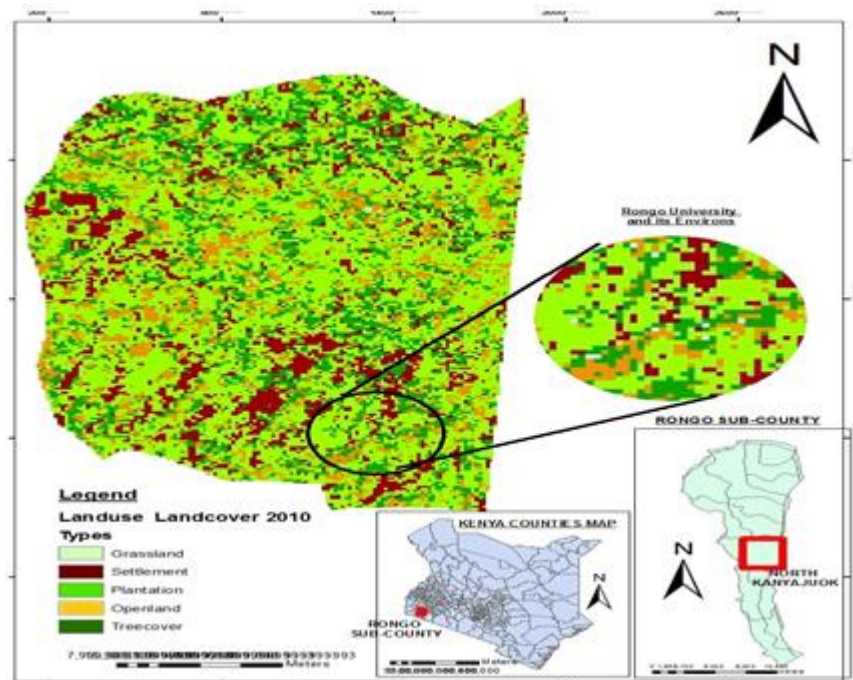 N
Rongo University
and Its Environs
RONGO SUB-COUNTY
Legend
Landuse Landcover 2010
Types
Grassland
Settlement
Plantation
Openland
Treecover
Meters
KENYA COUNTIES MAP
N
RONGO
SUB-COUNTY
Meters
N
NORTH
KANYAJUOK